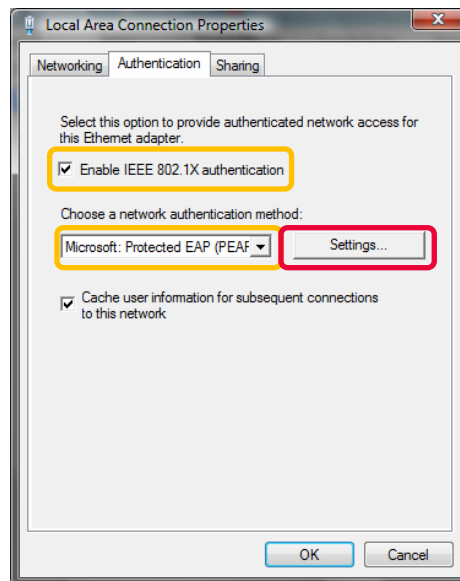 Local Area Connection Properties
Networking Authentication Sharing
Select this option to provide authenticated network access for
this Ethernet adapter.
Enable IEEE 802.1X authentication
Choose a network authentication method:
Microsoft: Protected EAP (PEAP Settings...
Cache user information for subsequent connections
to this network
OK Cancel